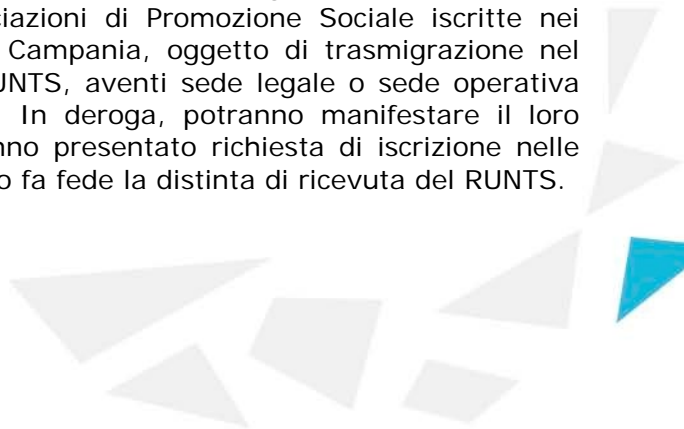 ciazioni di Promozione Sociale iscritte nei
Campania, oggetto di trasmigrazione nel
UNTS, aventi sede legale o sede operativa
In deroga, potranno manifestare il loro
nno presentato richiesta di iscrizione nelle
o fa fede la distinta di ricevuta del RUNTS.